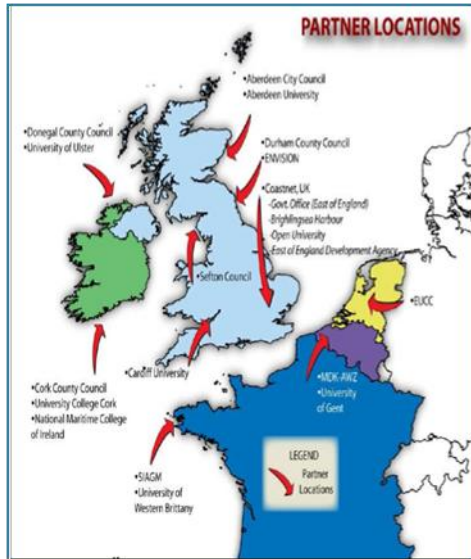 PARTNER LOCATIONS
•Aberdeen City Council
•Aberdeen University
•Donegal County Council
•University of Ulster
•Durham County Council
•ENVISION
•Coastnet, UK
-Govt. Office (East of England)
-Brightlingsea Harbour
-Open University
-East of England Development Agency
•Sefton Council
•EUCC
•Cardiff University
•MDK-AWZ
•University
of Gent
•Cork County Council
•University College Cork
•National Maritime College
of Ireland
•SIAGM
•University of
Western Brittany
LEGEND
Partner
Locations